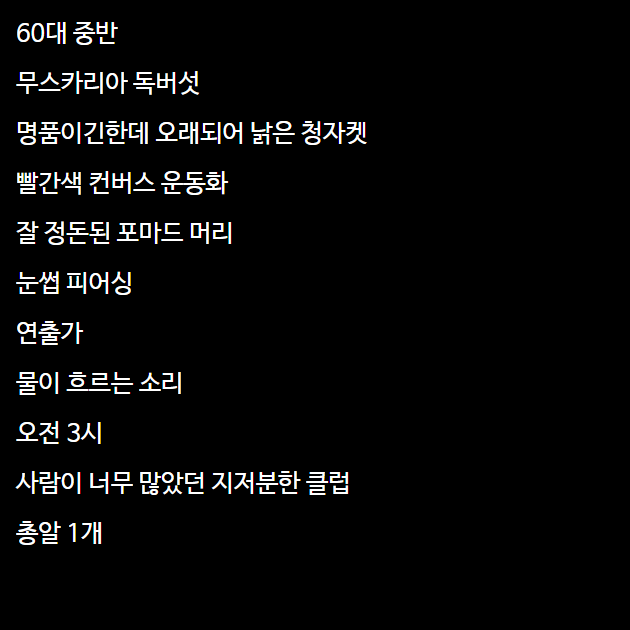 60대 중반
무스카리아 독버섯
명품이긴한데 오래되어 낡은 청자켓
빨간색 컨버스 운동화
잘 정돈된 포마드 머리
눈썹 피어싱
연출가
물이 흐르는 소리
오전 3시
사람이 너무 많았던 지저분한 클럽
총알 1개